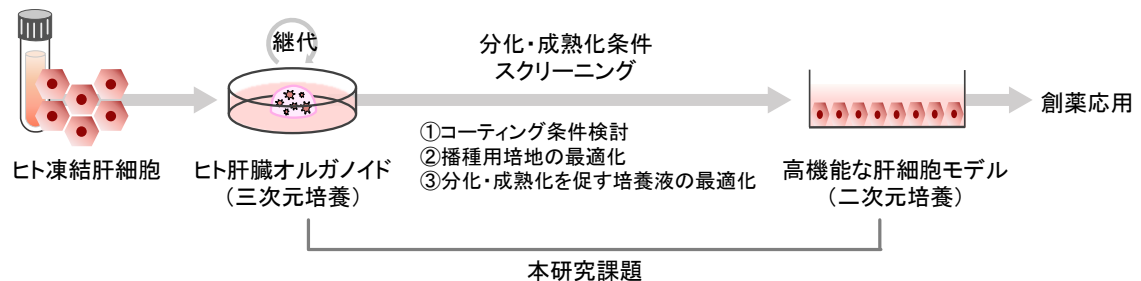 継代
分化・成熟化条件
スクリーニング
創薬応用
①コーティング条件検討
②播種用培地の最適化
③分化・成熟化を促す培養液の最適化
ヒト凍結肝細胞
ヒト肝臓オルガノイド
（三次元培養）
高機能な肝細胞モデル
（二次元培養）
本研究課題